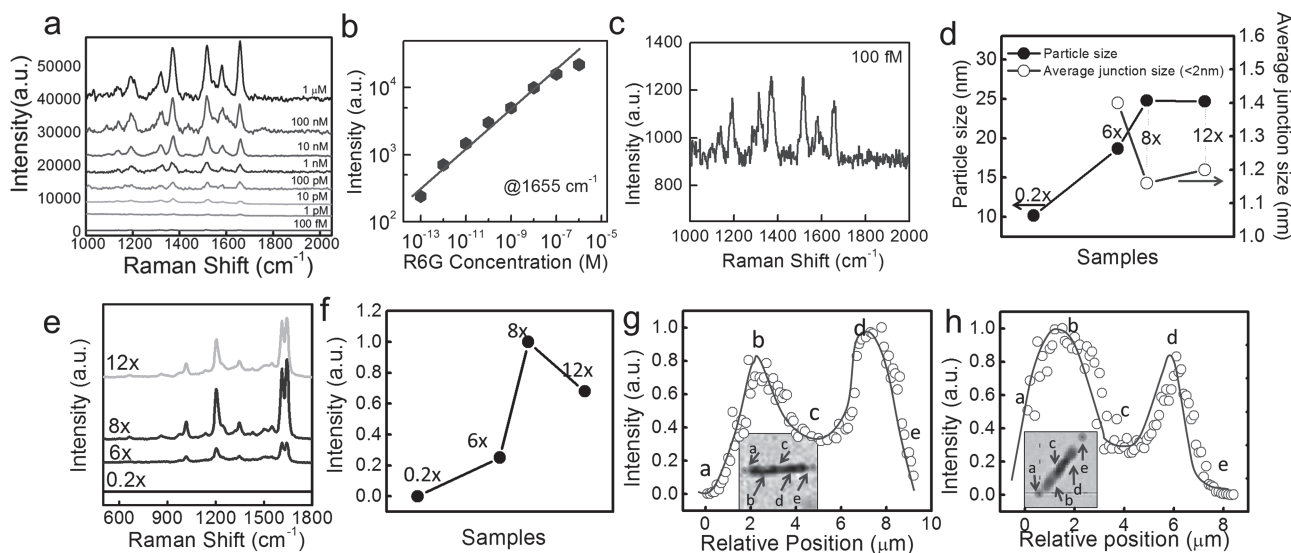 a
Intensity(a.u.)
50000
40000
30000
20000
10000
0
1 μM
100 nM
10 nM
1 nM
100 pM
10 pM
1 pM
100 fM
1000 1200 1400 1600 1800 2000
Raman Shift (cm⁻¹)
b
Intensity (a.u.)
10⁴
10³
10²
@1655 cm⁻¹
10⁻¹³ 10⁻¹¹ 10⁻⁹ 10⁻⁷ 10⁻⁵
R6G Concentration (M)
c
Intensity (a.u.)
1400
1200
1000
800
100 fM
1000 1200 1400 1600 1800 2000
Raman Shift (cm⁻¹)
d
Particle size (nm)
30
25
20
15
10
Particle size
Average junction size (<2nm)
0.2x
6x
8x
12x
1.6
1.5
1.4
1.3
1.2
1.1
1.0
Average junction size (nm)
Samples
e
Intensity (a.u.)
12x
8x
6x
0.2x
600 900 1200 1500 1800
Raman Shift (cm⁻¹)
f
Intensity (a.u.)
1.2
1.0
0.8
0.6
0.4
0.2
0.0
0.2x
6x
8x
12x
Samples
g
Intensity (a.u.)
1.0
0.8
0.6
0.4
0.2
0.0
a
b
c
d
e
a
c
b
d
e
0 2 4 6 8 10
Relative Position (μm)
h
Intensity (a.u.)
1.0
0.8
0.6
0.4
0.2
0.0
a
b
c
d
e
c
a
e
d
b
0 2 4 6 8
Relative position (μm)